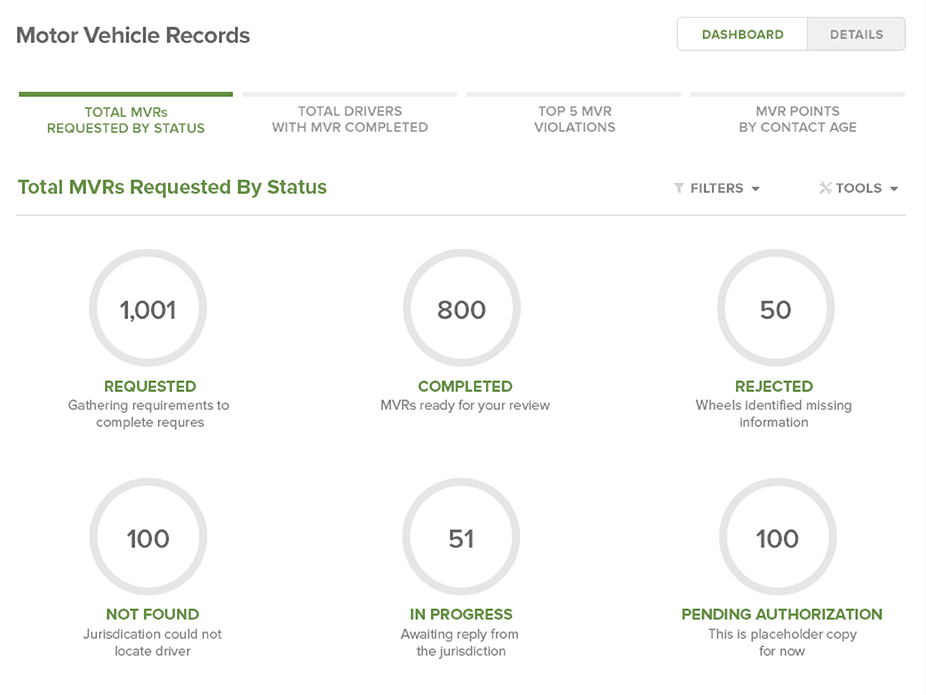 Motor Vehicle Records
DASHBOARD
DETAILS
TOTAL MVRs
REQUESTED BY STATUS
TOTAL DRIVERS
WITH MVR COMPLETED
TOP 5 MVR
VIOLATIONS
MVR POINTS
BY CONTACT AGE
Total MVRs Requested By Status
FILTERS
TOOLS
1,001
REQUESTED
Gathering requirements to
complete requres
800
COMPLETED
MVRs ready for your review
50
REJECTED
Wheels identified missing
information
100
NOT FOUND
Jurisdication could not
locate driver
51
IN PROGRESS
Awaiting reply from
the jurisdiction
100
PENDING AUTHORIZATION
This is placeholder copy
for now